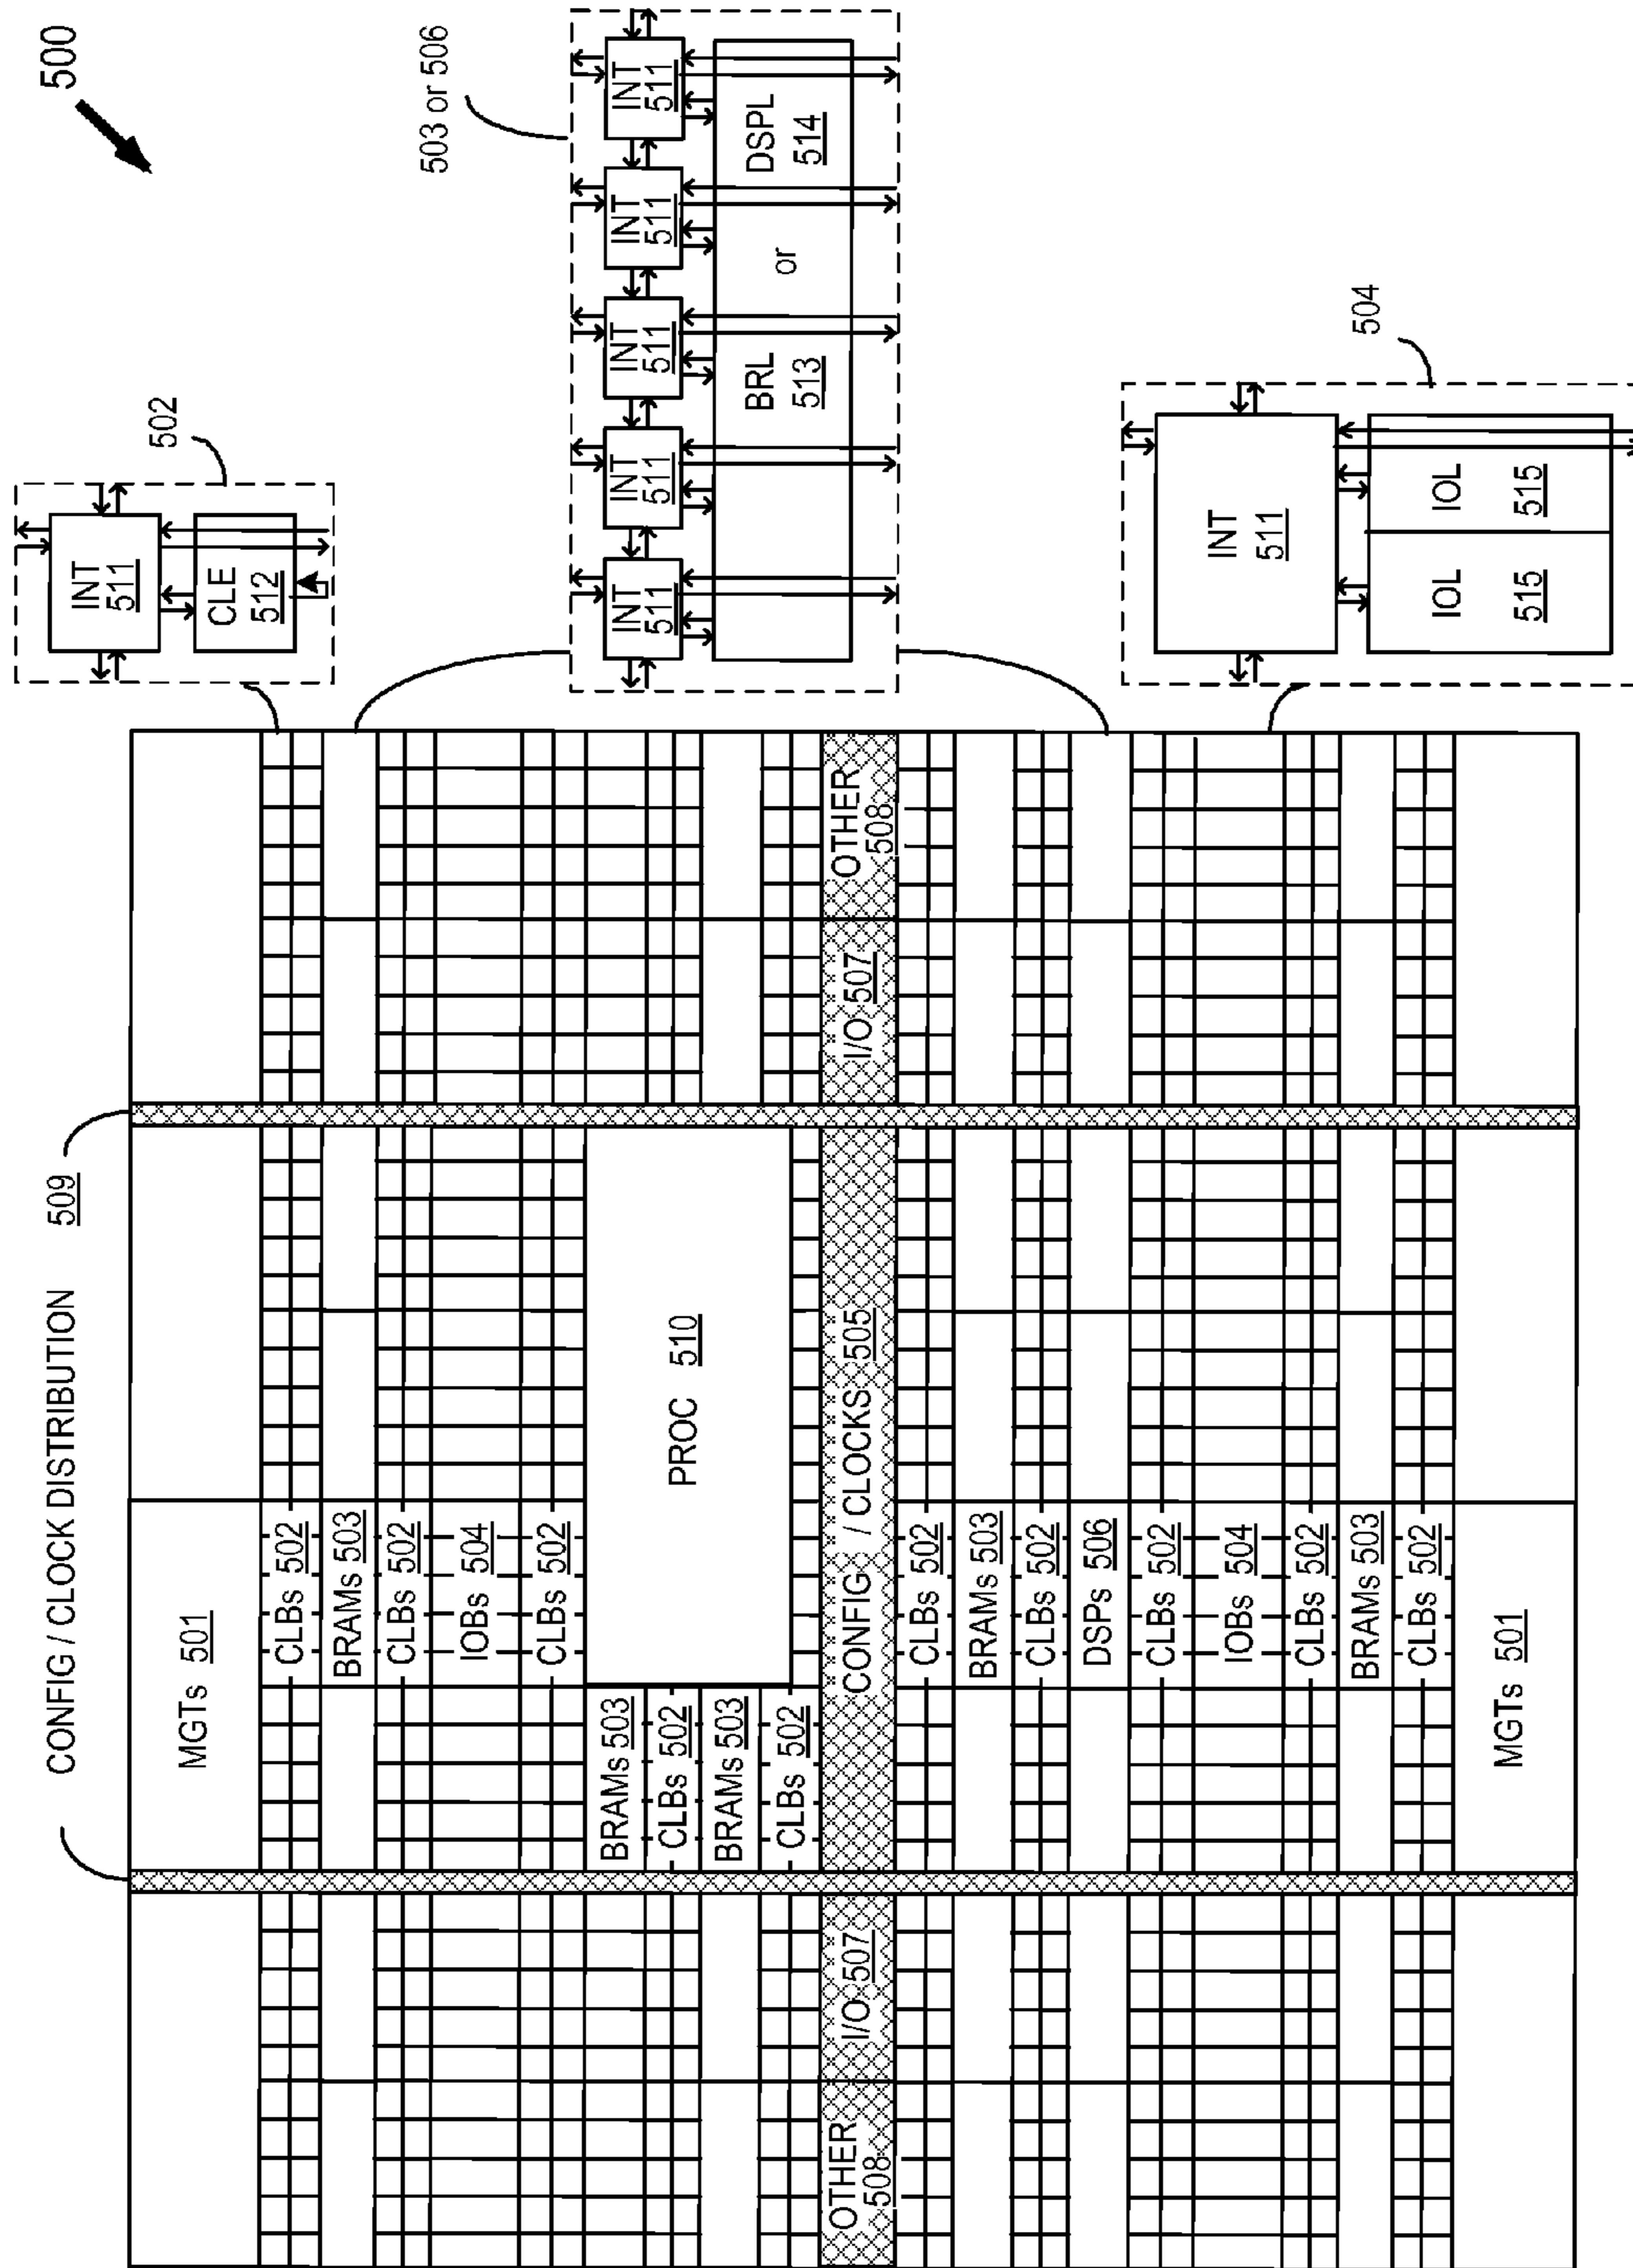 500
CONFIG / CLOCK DISTRIBUTION 509
MGTs 501
CLBs 502
BRAMs 503
CLBs 502
IOBs 504
CLBs 502
BRAMs 503
CLBs 502
BRAMs 503
CLBs 502
PROC 510
OTHER
508
I/O 507
CONFIG / CLOCKS 505
I/O 507
OTHER
508
CLBs 502
BRAMs 503
CLBs 502
DSPs 506
CLBs 502
IOBs 504
CLBs 502
BRAMs 503
CLBs 502
MGTs 501
502
INT
511
CLE
512
503 or 506
INT
511
INT
511
INT
511
INT
511
INT
511
BRL
513
or
DSPL
514
504
INT
511
IOL
515
IOL
515